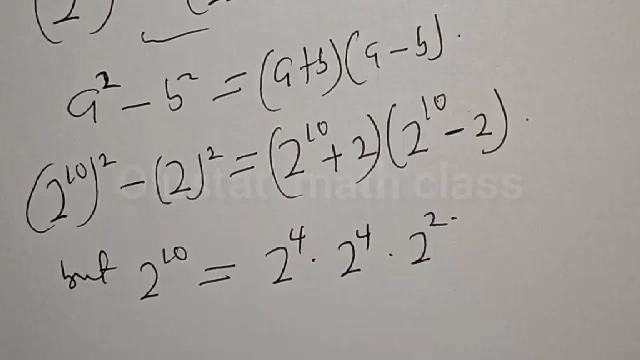 a² - b² = (a+b)(a-b).
(2¹⁰)² - (2)² = (2¹⁰+2)(2¹⁰-2).
but 2¹⁰ = 2⁴ · 2⁴ · 2².